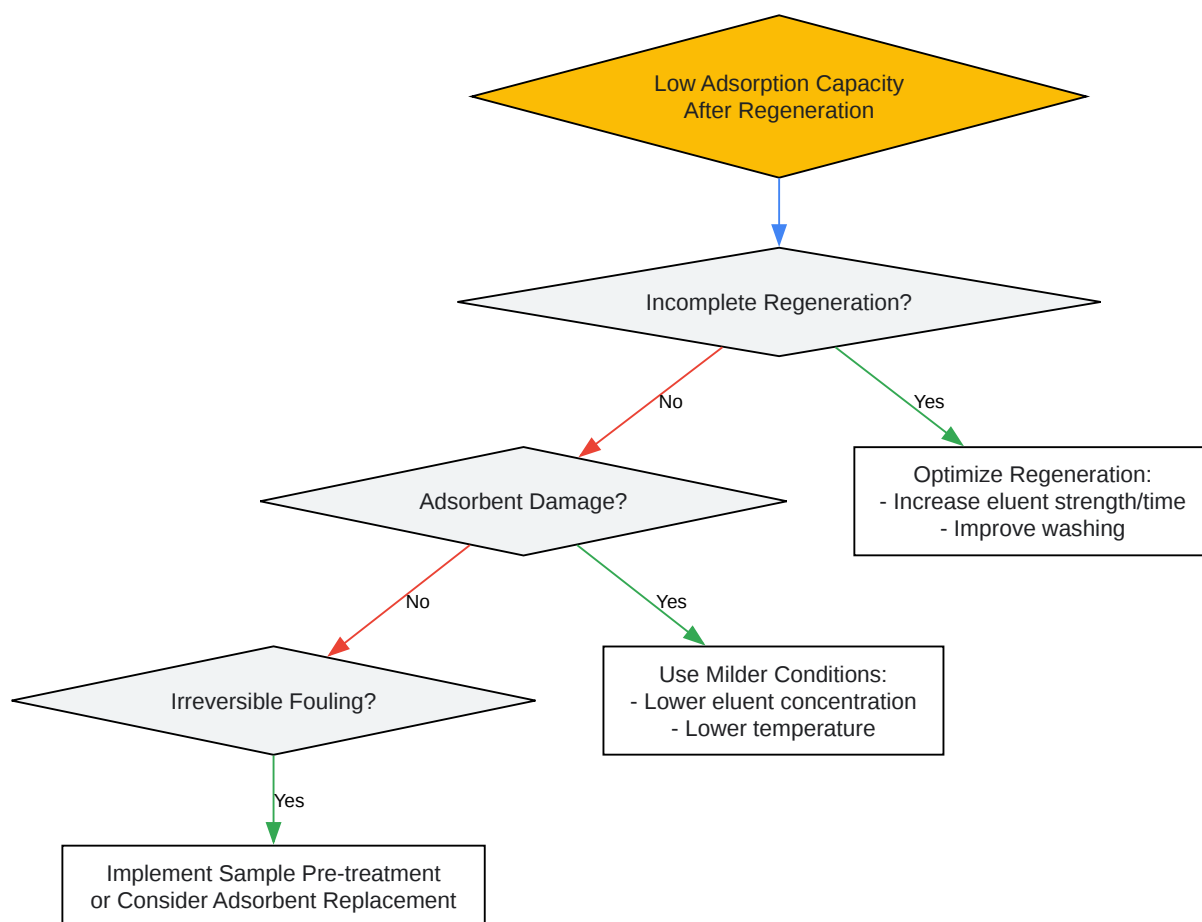 Low Adsorption Capacity
After Regeneration
Incomplete Regeneration?
No
Yes
Adsorbent Damage?
Optimize Regeneration:
- Increase eluent strength/time
- Improve washing
No
Yes
Irreversible Fouling?
Use Milder Conditions:
- Lower eluent concentration
- Lower temperature
Yes
Implement Sample Pre-treatment
or Consider Adsorbent Replacement